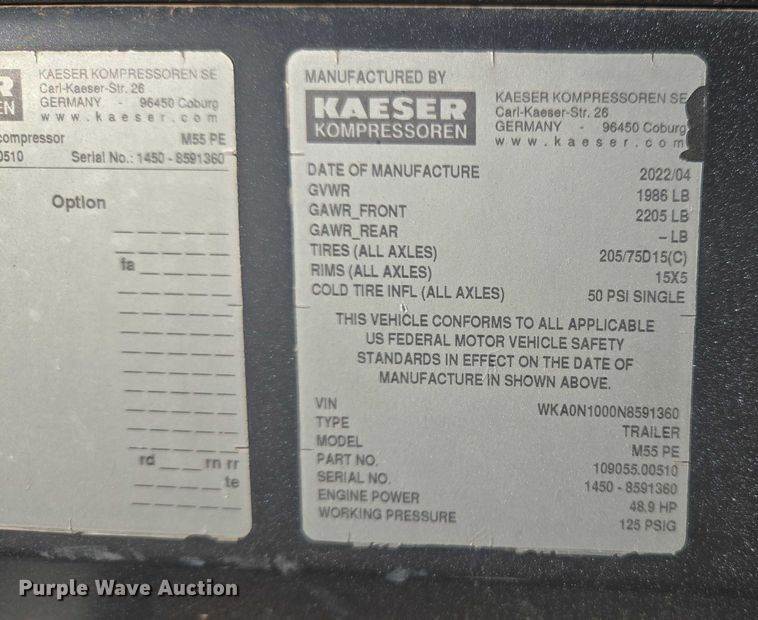 KAESER KOMPRESSOREN SE
Carl-Kaeser-Str. 26
GERMANY - 96450 Coburg
www.kaeser.com
compressor M55 PE
Serial No.: 1450 - 8591360
Option
fa
rd rn rr
te
MANUFACTURED BY
KAESER
KOMPRESSOREN
KAESER KOMPRESSOREN SE
Carl-Kaeser-Str. 26
GERMANY - 96450 Coburg
www.kaeser.com
DATE OF MANUFACTURE 2022/04
GVWR 1986 LB
GAWR_FRONT 2205 LB
GAWR_REAR – LB
TIRES (ALL AXLES) 205/75D15(C)
RIMS (ALL AXLES) 15X5
COLD TIRE INFL (ALL AXLES) 50 PSI SINGLE
THIS VEHICLE CONFORMS TO ALL APPLICABLE
US FEDERAL MOTOR VEHICLE SAFETY
STANDARDS IN EFFECT ON THE DATE OF
MANUFACTURE IN SHOWN ABOVE.
VIN WKA0N1000N8591360
TYPE TRAILER
MODEL M55 PE
PART NO. 109055.00510
SERIAL NO. 1450 - 8591360
ENGINE POWER 48.9 HP
WORKING PRESSURE 125 PSIG
Purple Wave Auction